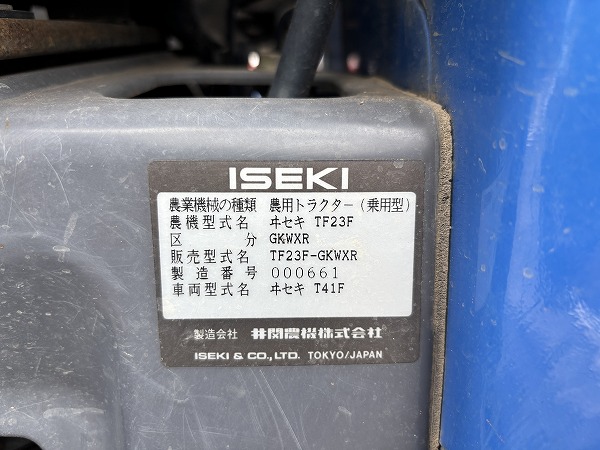 ISEKI
農業機械の種類 農用トラクター(乗用型)
農機型式名 ヰセキ TF23F
区分 GKWXR
販売型式名 TF23F-GKWXR
製造番号 000661
車両型式名 ヰセキ T41F
製造会社 井関農機株式会社
ISEKI & CO., LTD. TOKYO/JAPAN